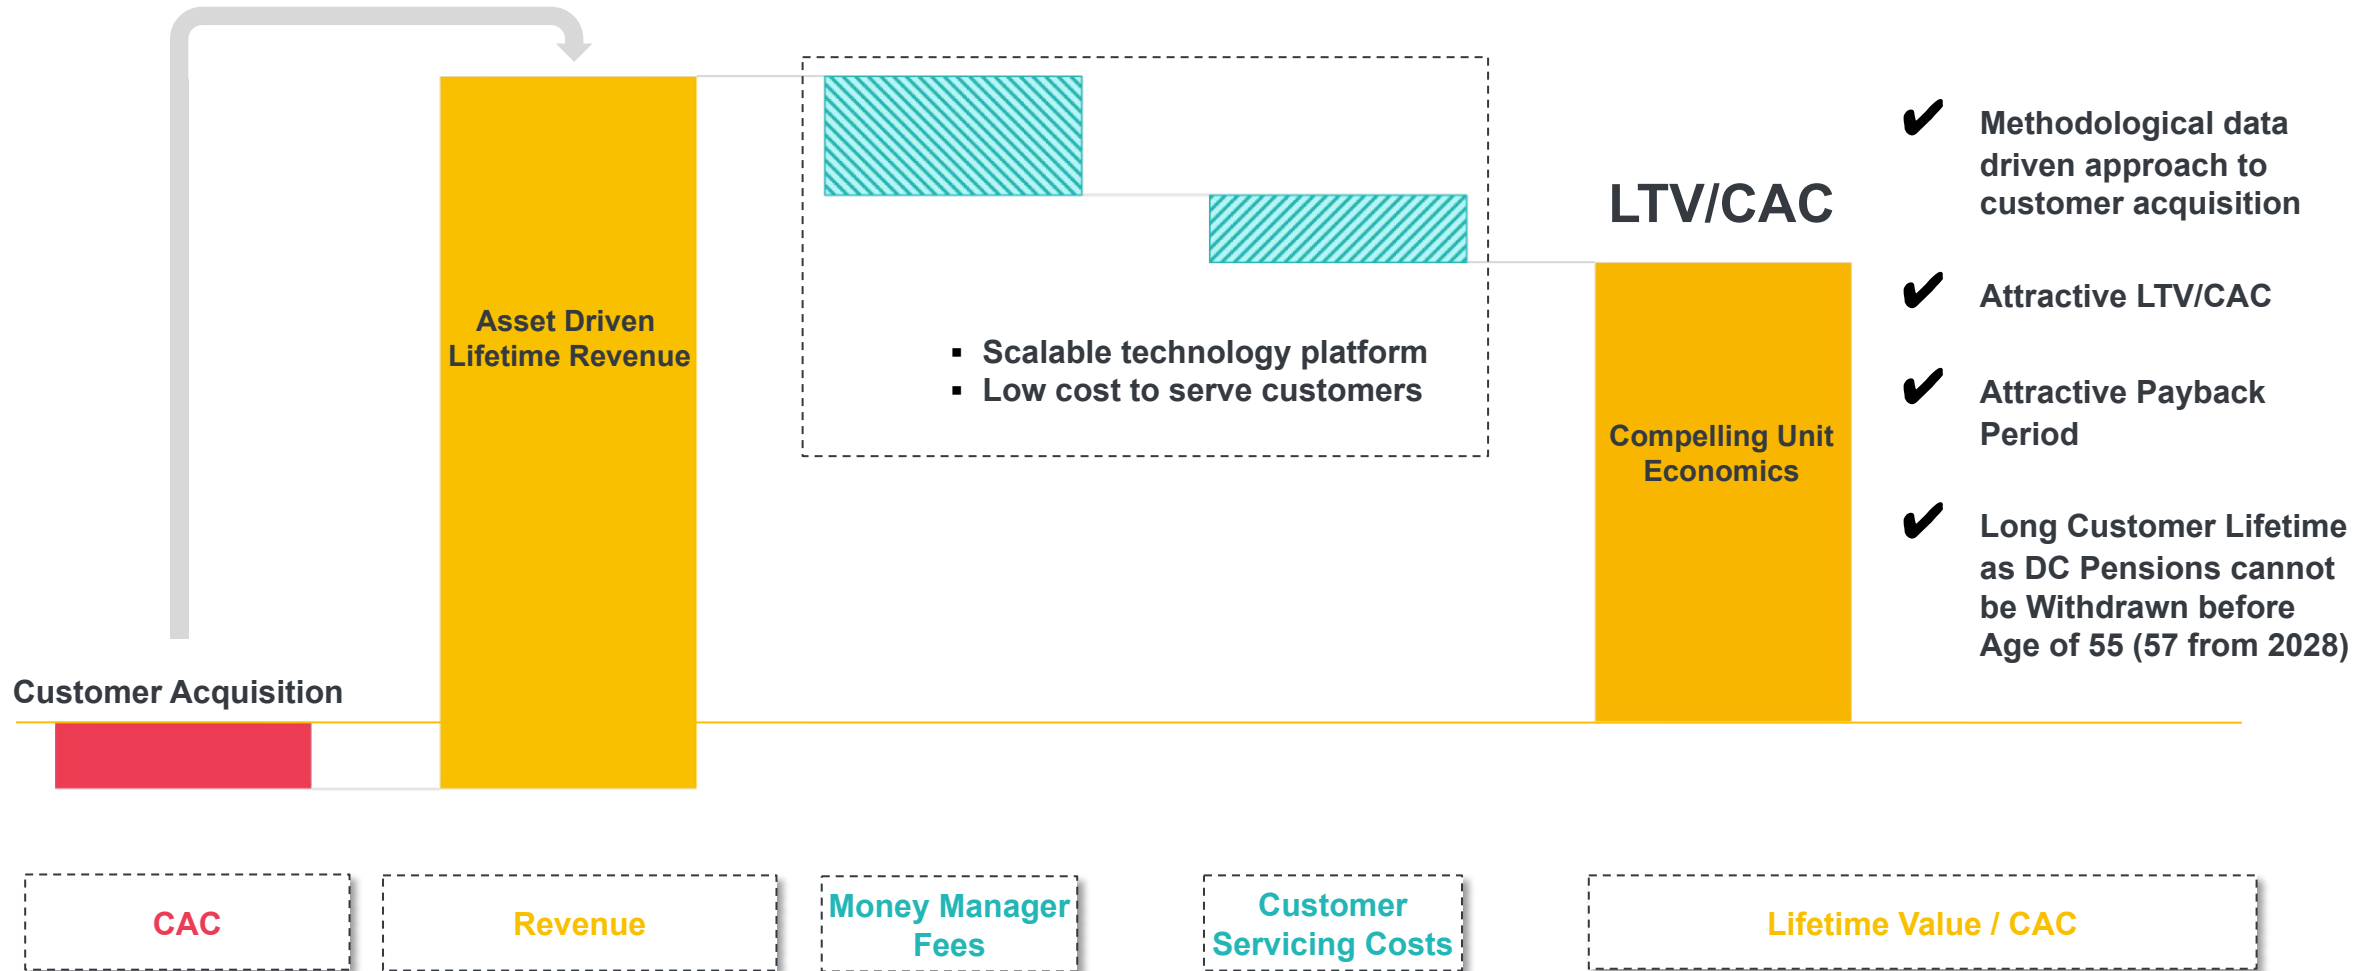 Asset Driven
Lifetime Revenue
▪ Scalable technology platform
▪ Low cost to serve customers
LTV/CAC
Compelling Unit
Economics
✔ Methodological data
driven approach to
customer acquisition
✔ Attractive LTV/CAC
✔ Attractive Payback
Period
✔ Long Customer Lifetime
as DC Pensions cannot
be Withdrawn before
Age of 55 (57 from 2028)
Customer Acquisition
CAC
Revenue
Money Manager
Fees
Customer
Servicing Costs
Lifetime Value / CAC